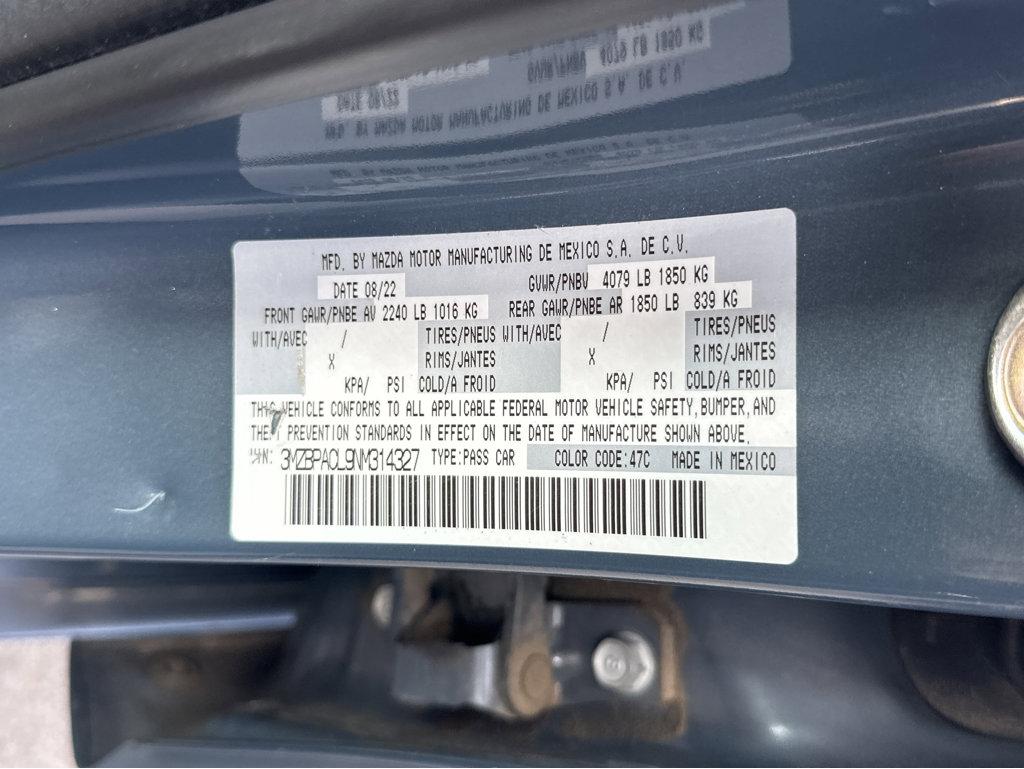 MFD. BY MAZDA MOTOR MANUFACTURING DE MEXICO S.A. DE C.V.
DATE 08/22 GVWR/PNBV 4079 LB 1850 KG
FRONT GAWR/PNBE AV 2240 LB 1016 KG REAR GAWR/PNBE AR 1850 LB 839 KG
WITH/AVEC / TIRES/PNEUS WITH/AVEC / TIRES/PNEUS
X RIMS/JANTES X RIMS/JANTES
KPA/ PSI COLD/A FROID KPA/ PSI COLD/A FROID
THIS VEHICLE CONFORMS TO ALL APPLICABLE FEDERAL MOTOR VEHICLE SAFETY, BUMPER, AND
THEFT PREVENTION STANDARDS IN EFFECT ON THE DATE OF MANUFACTURE SHOWN ABOVE.
VIN: 3MZBPAOL9NM314327 TYPE:PASS CAR COLOR CODE:47C MADE IN MEXICO